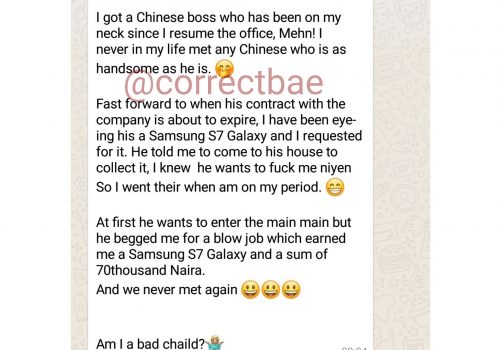 I got a Chinese boss who has been on my
neck since I resume the office, Mehn! I
never in my life met any Chinese who is as
handsome as he is. 🤭
@correctbae
Fast forward to when his contract with the
company is about to expire, I have been eye-
ing his a Samsung S7 Galaxy and I requested
for it. He told me to come to his house to
collect it, I knew  he wants to fuck me niyen
So I went their when am on my period. 😁
At first he wants to enter the main main but
he begged me for a blow job which earned
me a Samsung S7 Galaxy and a sum of
70thousand Naira.
And we never met again 😃😃😃
Am I a bad chaild?🤷🏼‍♀️